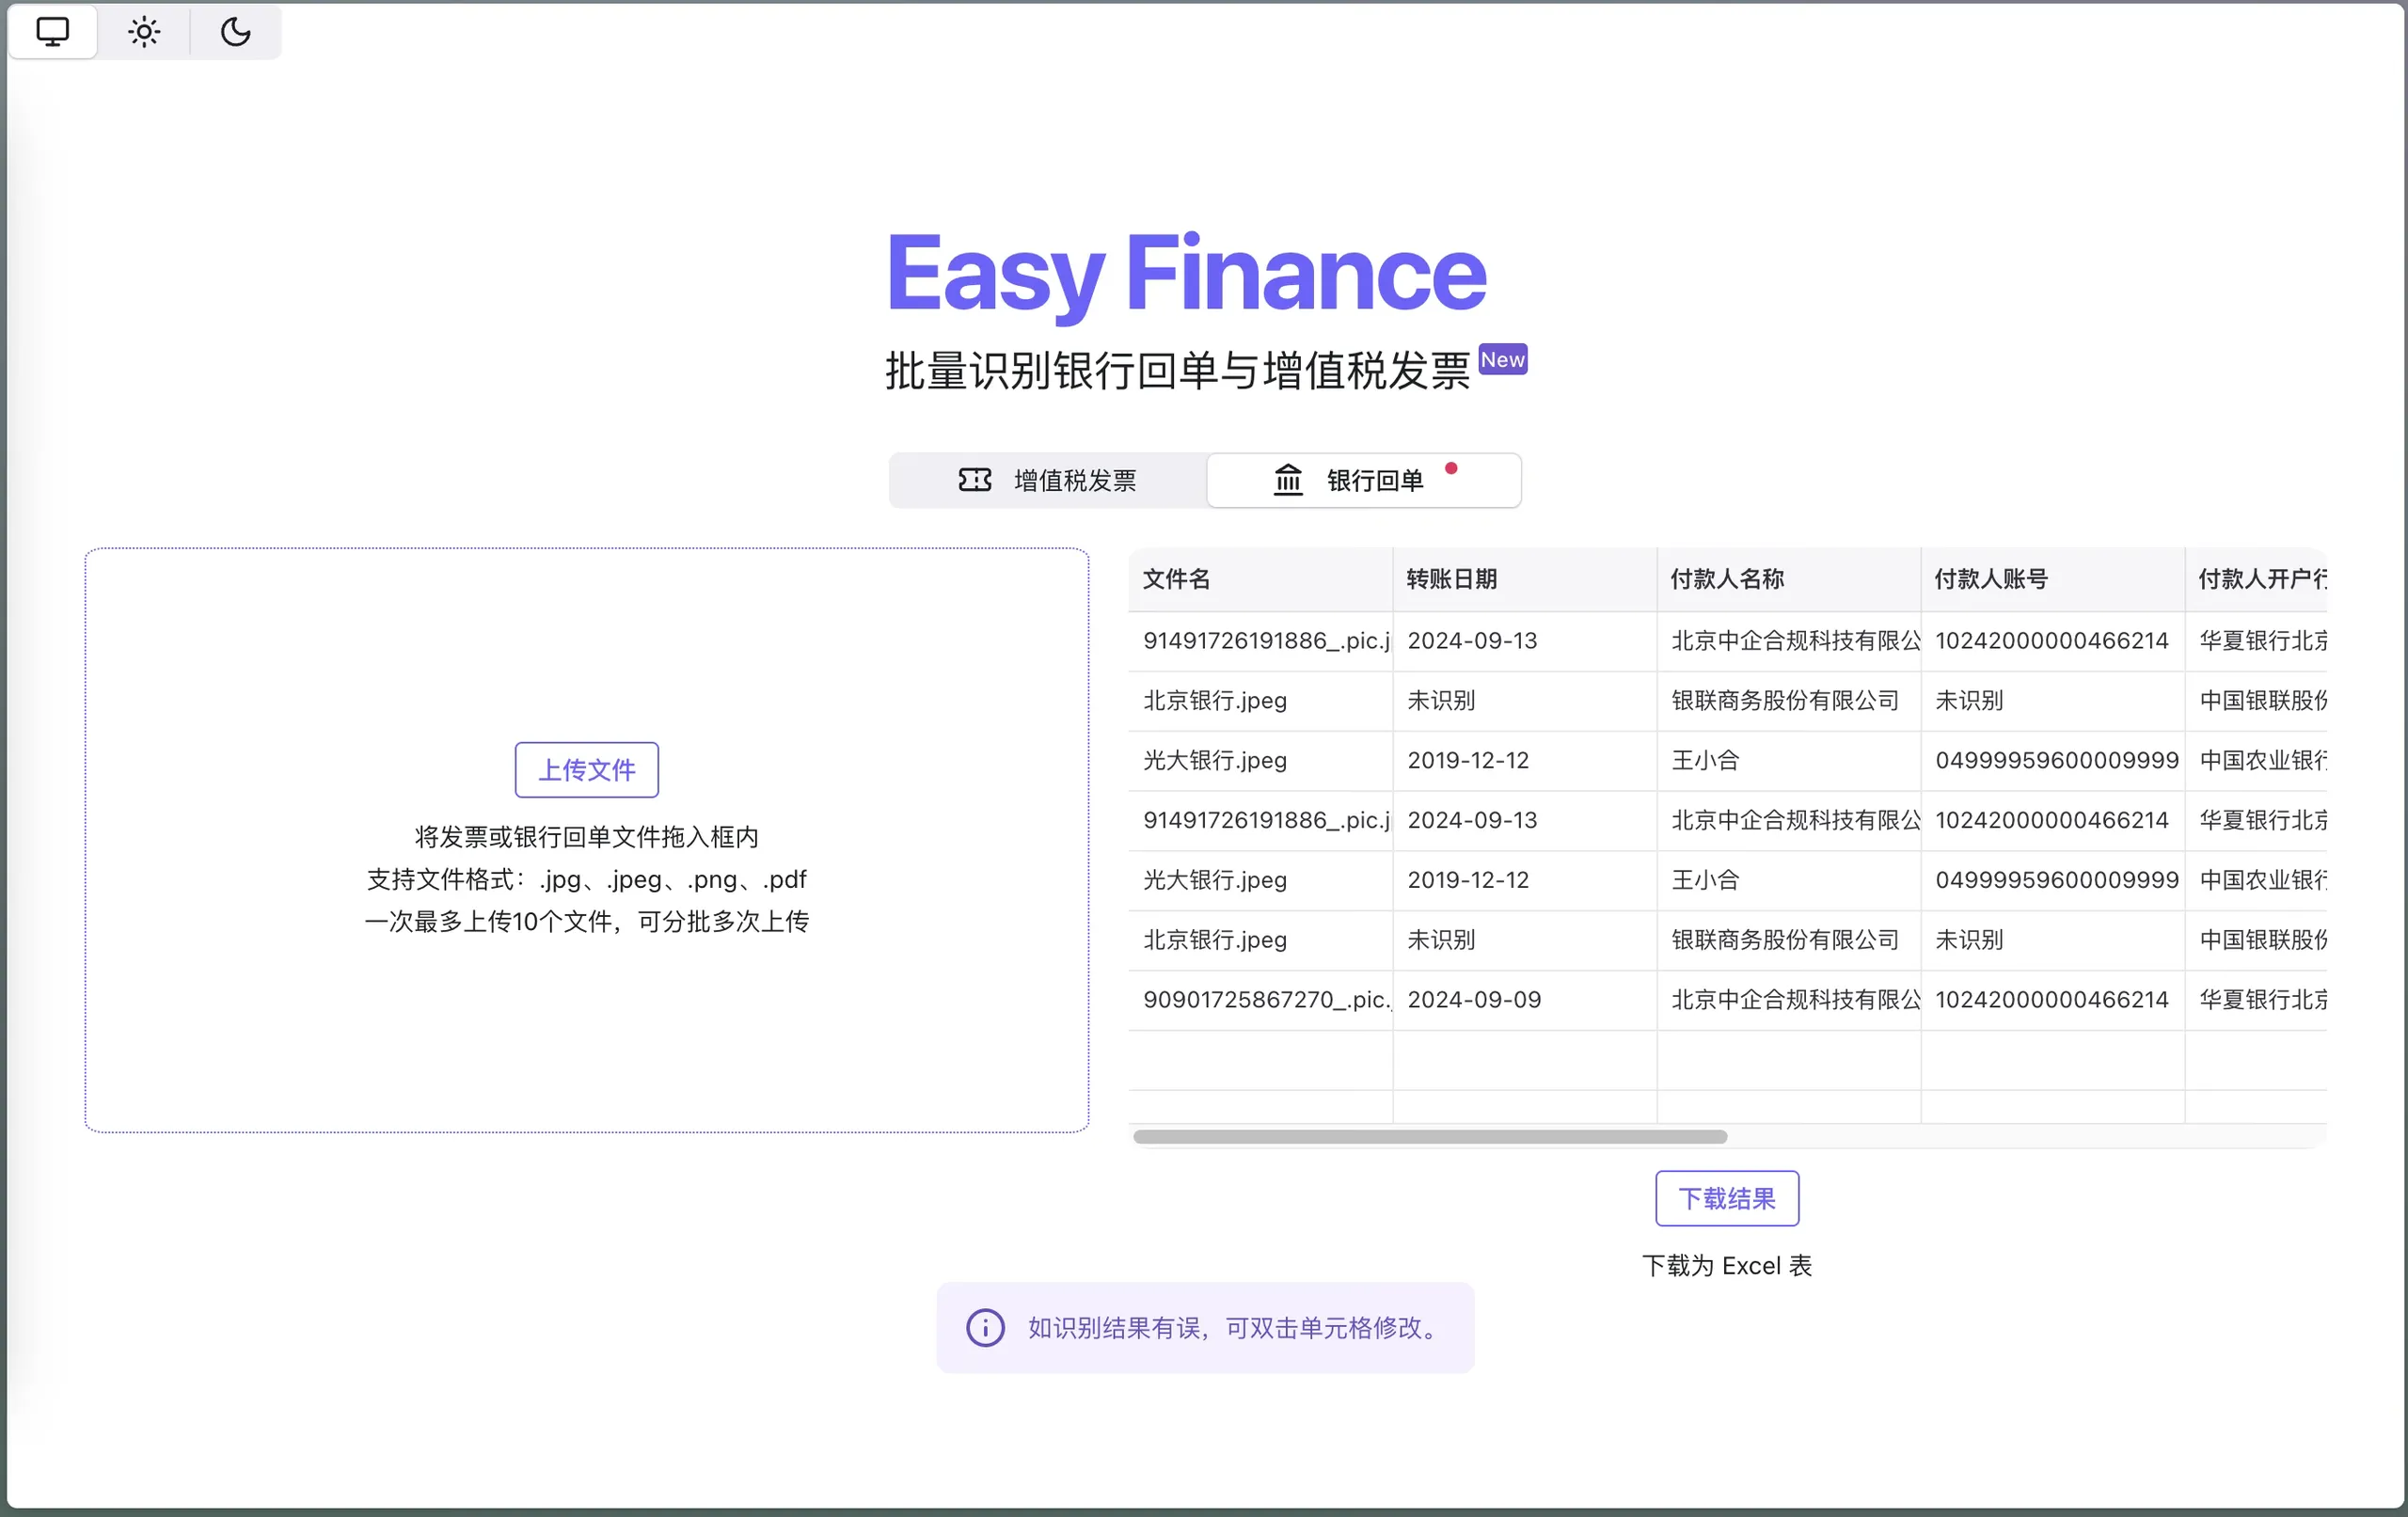 Easy Finance
批量识别银行回单与增值税发票 New
增值税发票 银行回单
上传文件
将发票或银行回单文件拖入框内
支持文件格式：.jpg、.jpeg、.png、.pdf
一次最多上传10个文件，可分批多次上传
文件名 转账日期 付款人名称 付款人账号 付款人开户行
91491726191886_.pic.j 2024-09-13 北京中企合规科技有限公 10242000000466214 华夏银行北京
北京银行.jpeg 未识别 银联商务股份有限公司 未识别 中国银联股份
光大银行.jpeg 2019-12-12 王小合 04999959600009999 中国农业银行
91491726191886_.pic.j 2024-09-13 北京中企合规科技有限公 10242000000466214 华夏银行北京
光大银行.jpeg 2019-12-12 王小合 04999959600009999 中国农业银行
北京银行.jpeg 未识别 银联商务股份有限公司 未识别 中国银联股份
90901725867270_.pic. 2024-09-09 北京中企合规科技有限公 10242000000466214 华夏银行北京
下载结果
下载为 Excel 表
如识别结果有误，可双击单元格修改。